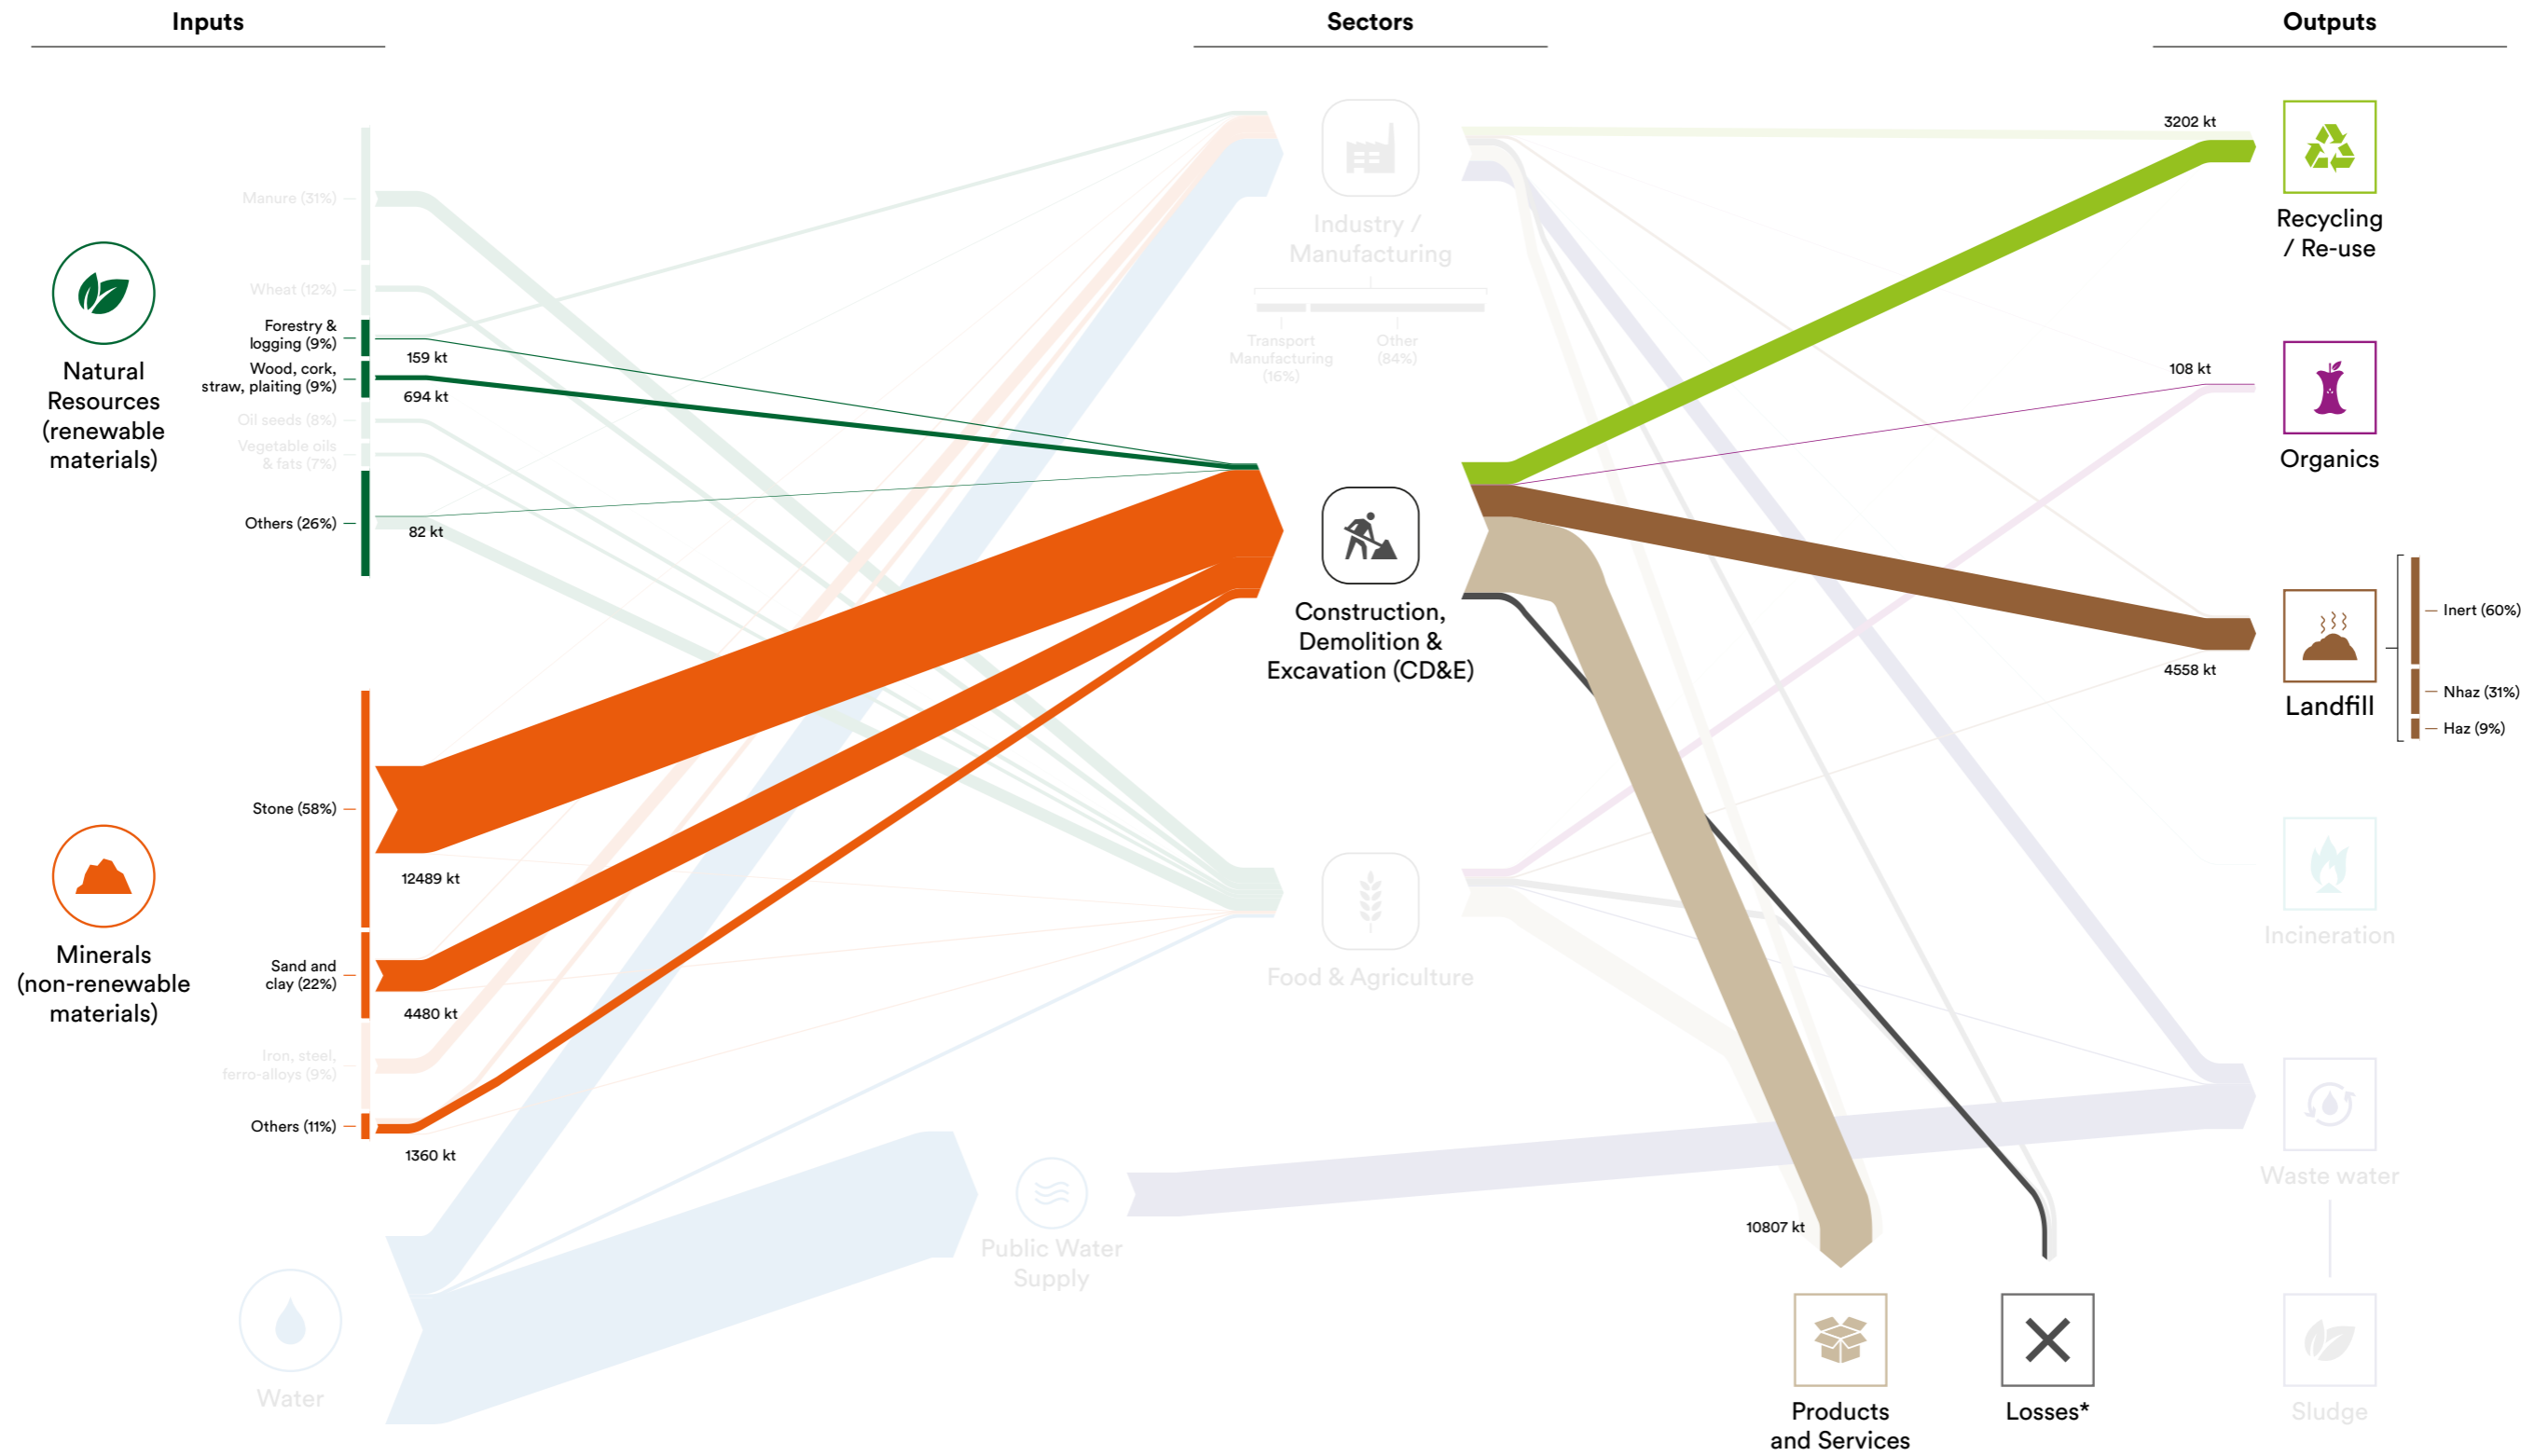 Inputs
Sectors
Outputs
Manure (31%)
Wheat (12%)
Forestry &
logging (9%)
159 kt
Wood, cork,
straw, plaiting (9%)
694 kt
Oil seeds (8%)
Vegetable oils
& fats (7%)
Others (26%)
82 kt
Natural
Resources
(renewable
materials)
Stone (58%)
12489 kt
Sand and
clay (22%)
4480 kt
Iron, steel,
ferro-alloys (9%)
Others (11%)
1360 kt
Minerals
(non-renewable
materials)
Water
Public Water
Supply
Industry /
Manufacturing
Transport
Manufacturing
(16%)
Other
(84%)
Construction,
Demolition &
Excavation (CD&E)
Food & Agriculture
3202 kt
Recycling
/ Re-use
108 kt
Organics
4558 kt
Landfill
Inert (60%)
Nhaz (31%)
Haz (9%)
Incineration
Waste water
Sludge
10807 kt
Products
and Services
Losses*